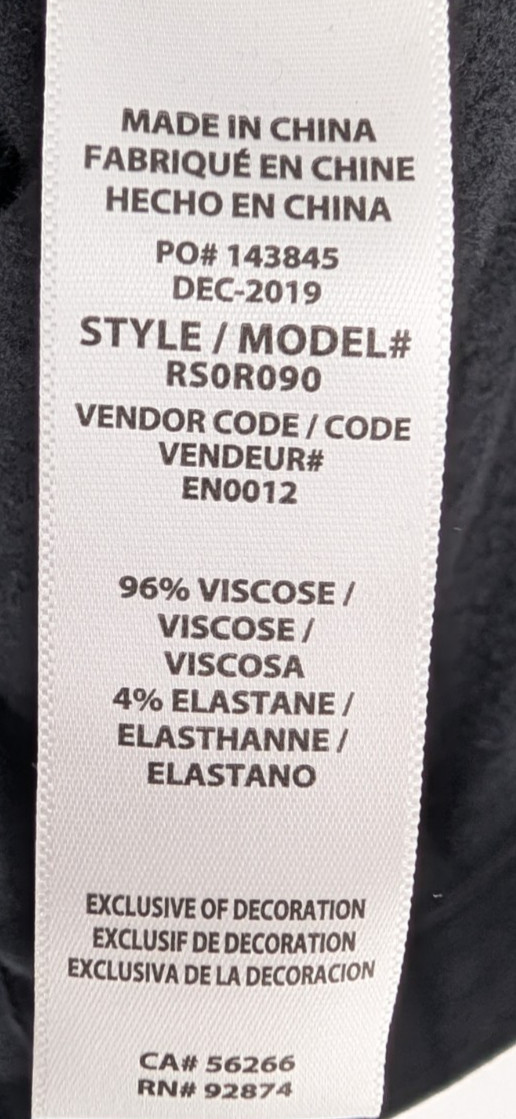 MADE IN CHINA
FABRIQUÉ EN CHINE
HECHO EN CHINA
PO# 143845
DEC-2019
STYLE / MODEL#
RS0R090
VENDOR CODE / CODE
VENDEUR#
EN0012
96% VISCOSE /
VISCOSE /
VISCOSA
4% ELASTANE /
ELASTHANNE /
ELASTANO
EXCLUSIVE OF DECORATION
EXCLUSIF DE DECORATION
EXCLUSIVA DE LA DECORACION
CA# 56266
RN# 92874